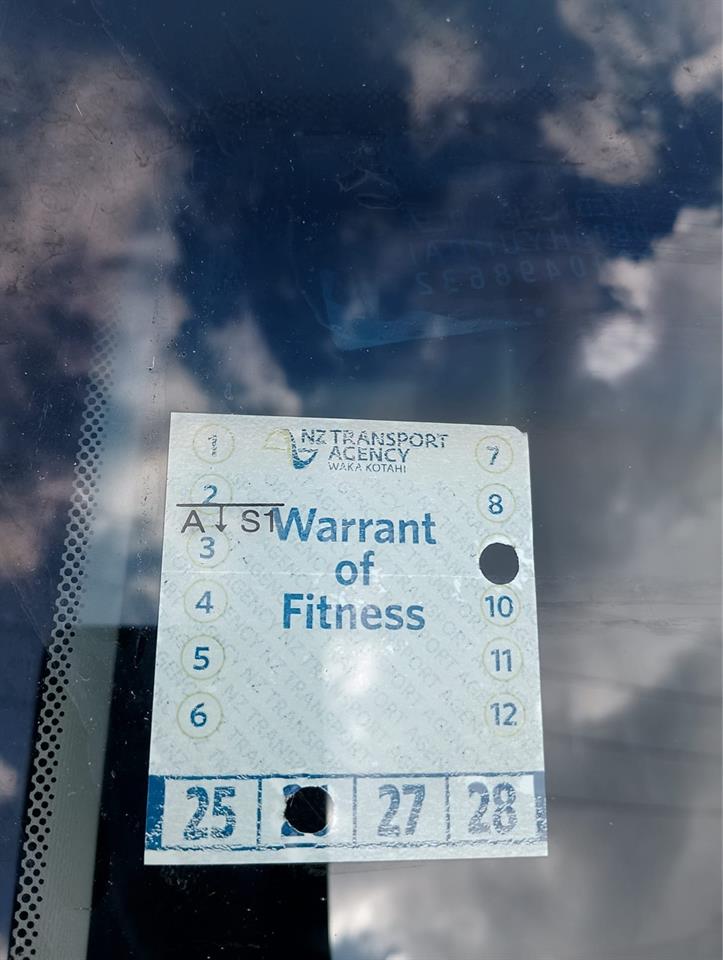 NZ TRANSPORT
AGENCY
WAKA KOTAHI
1
2
3
4
5
6
7
8
10
11
12
A↓S1
Warrant
of
Fitness
25
27
28